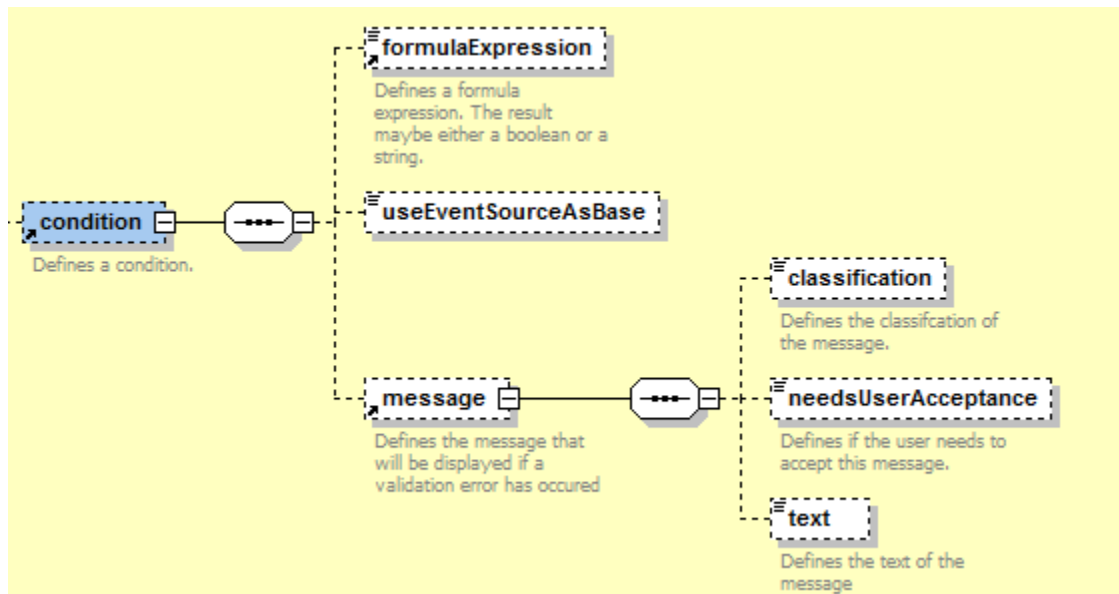 formulaExpression
Defines a formula
expression. The result
maybe either a boolean or a
string.
useEventSourceAsBase
condition
Defines a condition.
classification
Defines the classifcation of
the message.
message
Defines the message that
will be displayed if a
validation error has occured
needsUserAcceptance
Defines if the user needs to
accept this message.
text
Defines the text of the
message